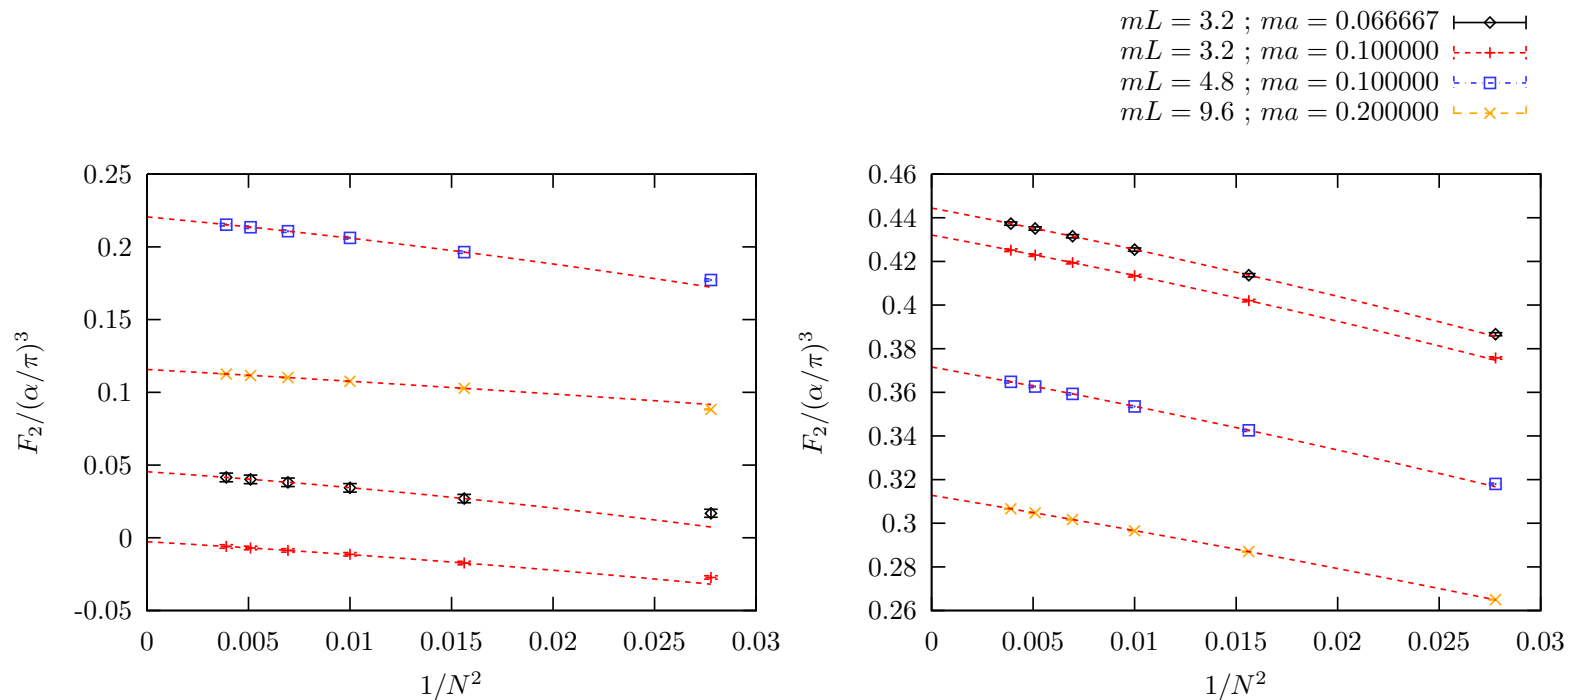 mL = 3.2 ; ma = 0.066667
mL = 3.2 ; ma = 0.100000
mL = 4.8 ; ma = 0.100000
mL = 9.6 ; ma = 0.200000
F₂/(α/π)³
0.25
0.2
0.15
0.1
0.05
0
-0.05
0 0.005 0.01 0.015 0.02 0.025 0.03
1/N²
F₂/(α/π)³
0.46
0.44
0.42
0.4
0.38
0.36
0.34
0.32
0.3
0.28
0.26
0 0.005 0.01 0.015 0.02 0.025 0.03
1/N²